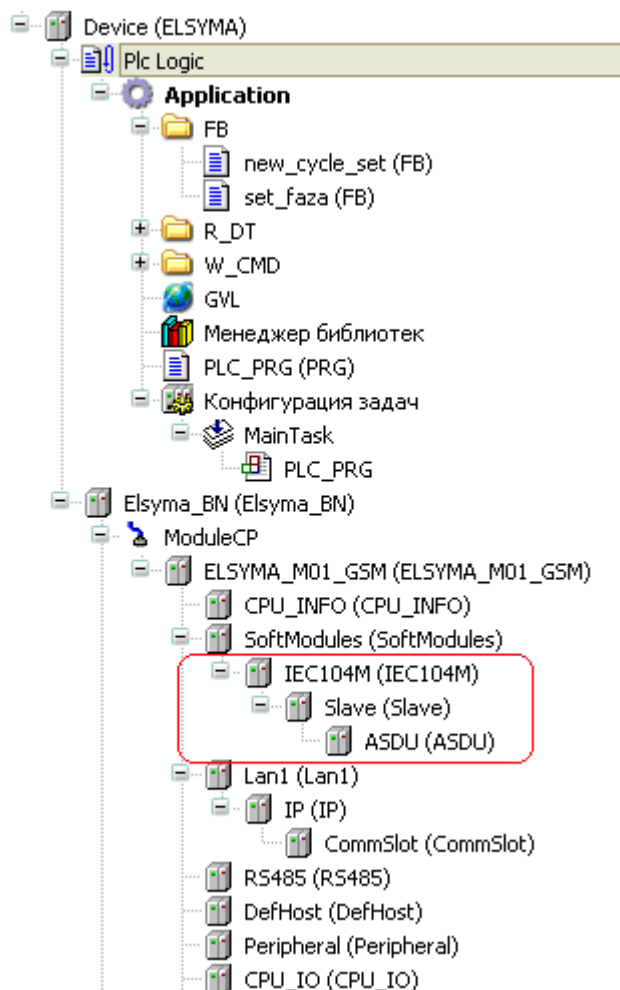 Device (ELSYMA)
Plc Logic
Application
FB
new_cycle_set (FB)
set_faza (FB)
R_DT
W_CMD
GVL
Менеджер библиотек
PLC_PRG (PRG)
Конфигурация задач
MainTask
PLC_PRG
Elsyma_BN (Elsyma_BN)
ModuleCP
ELSYMA_M01_GSM (ELSYMA_M01_GSM)
CPU_INFO (CPU_INFO)
SoftModules (SoftModules)
IEC104M (IEC104M)
Slave (Slave)
ASDU (ASDU)
Lan1 (Lan1)
IP (IP)
CommSlot (CommSlot)
RS485 (RS485)
DefHost (DefHost)
Peripheral (Peripheral)
CPU_IO (CPU_IO)